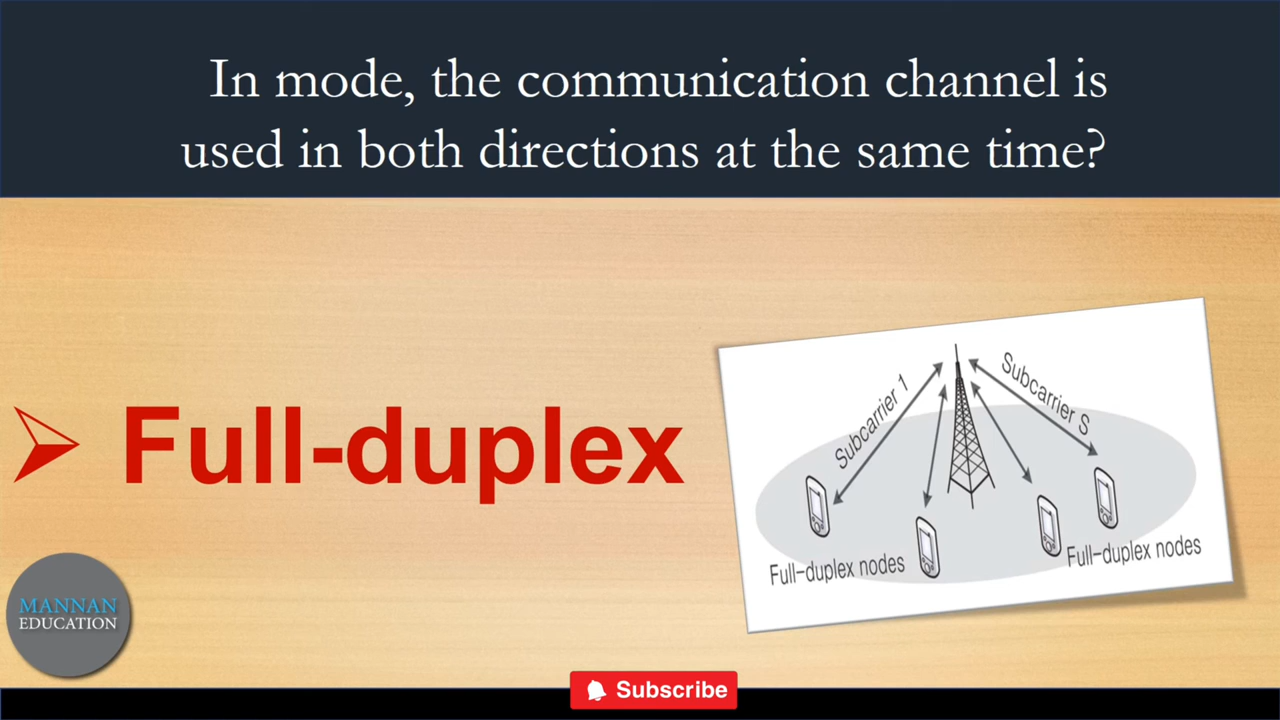 In mode, the communication channel is
used in both directions at the same time?
Full-duplex
Subcarrier 1
Subcarrier S
Full-duplex nodes
Full-duplex nodes
MANNAN
EDUCATION
Subscribe